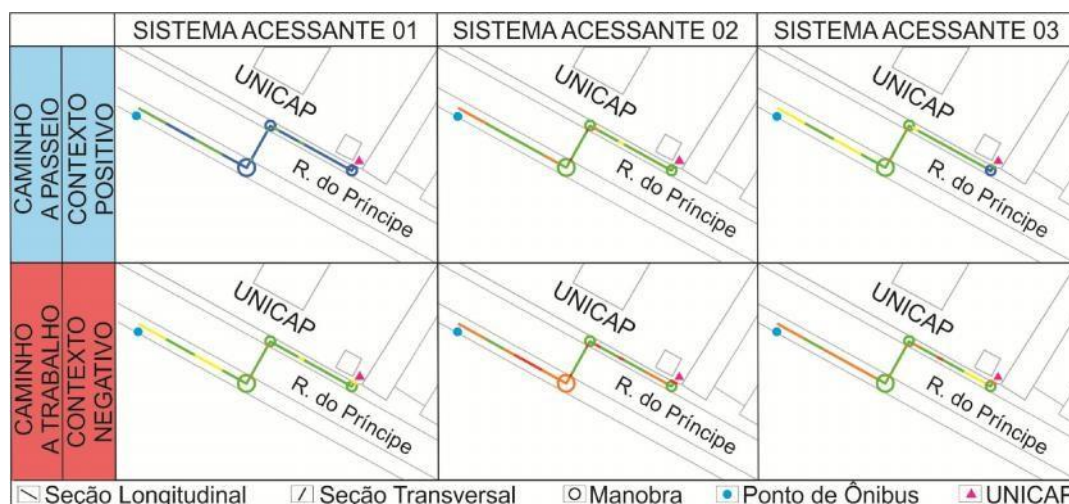 SISTEMA ACESSANTE 01
SISTEMA ACESSANTE 02
SISTEMA ACESSANTE 03
CAMINHO
A PASSEIO
CONTEXTO
POSITIVO
UNICAP
R. do Príncipe
UNICAP
R. do Príncipe
UNICAP
R. do Príncipe
CAMINHO
A TRABALHO
CONTEXTO
NEGATIVO
UNICAP
R. do Príncipe
UNICAP
R. do Príncipe
UNICAP
R. do Príncipe
Seção Longitudinal
Seção Transversal
Manobra
Ponto de Ônibus
UNICAP